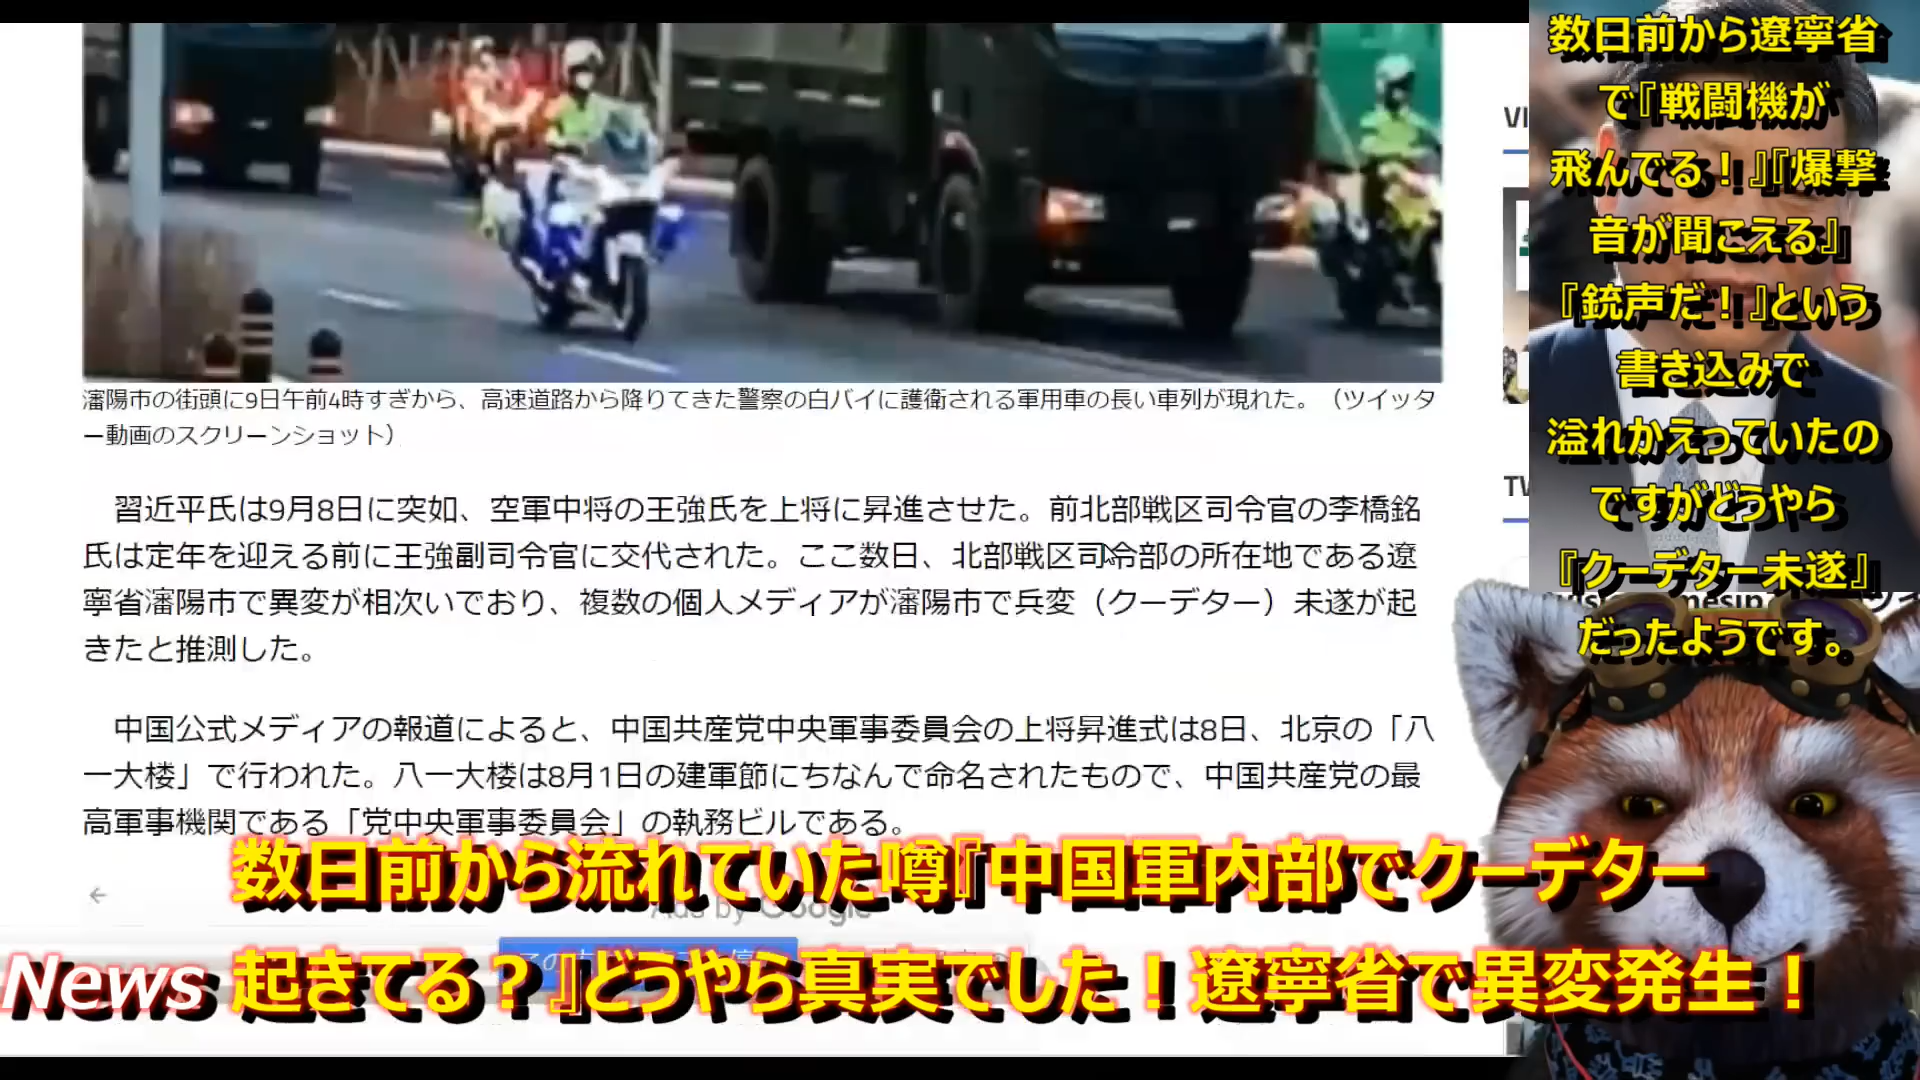 瀋陽市の街頭に9日午前4時すぎから、高速道路から降りてきた警察の白バイに護衛される軍用車の長い車列が現れた。（ツイッタ
ー動画のスクリーンショット）
習近平氏は9月8日に突如、空軍中将の王強氏を上将に昇進させた。前北部戦区司令官の李橋銘
氏は定年を迎える前に王強副司令官に交代された。ここ数日、北部戦区司令部の所在地である遼
寧省瀋陽市で異変が相次いでおり、複数の個人メディアが瀋陽市で兵変（クーデター）未遂が起
きたと推測した。
中国公式メディアの報道によると、中国共産党中央軍事委員会の上将昇進式は8日、北京の「八
一大楼」で行われた。八一大楼は8月1日の建軍節にちなんで命名されたもので、中国共産党の最
高軍事機関である「党中央軍事委員会」の執務ビルである。
Ads by Google
数日前から流れていた噂『中国軍内部でクーデター
News 起きてる？』どうやら真実でした！遼寧省で異変発生！
数日前から遼寧省
で『戦闘機が
飛んでる！』『爆撃
音が聞こえる』
『銃声だ！』という
書き込みで
溢れかえっていたの
ですがどうやら
『クーデター未遂』
だったようです。